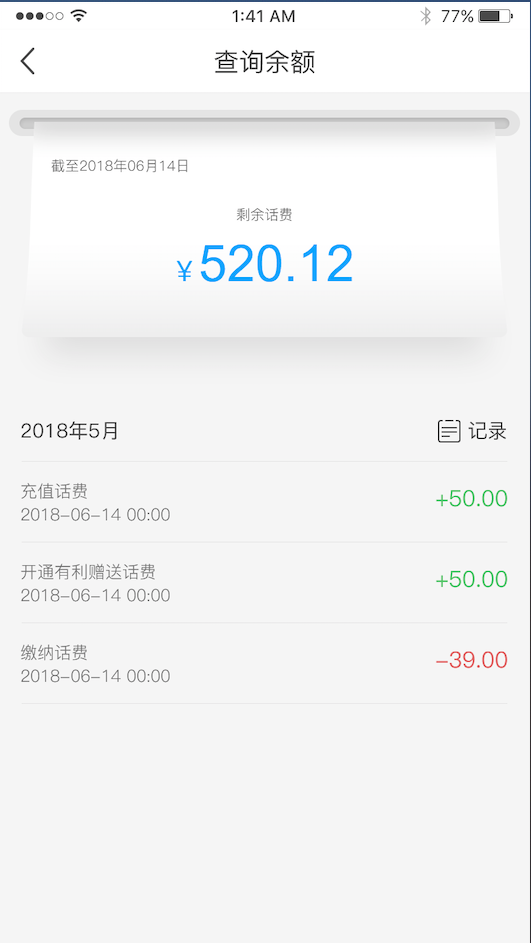 1:41 AM 77%
查询余额
截至2018年06月14日
剩余话费
¥520.12
2018年5月 记录
充值话费
2018-06-14 00:00 +50.00
开通有利赠送话费
2018-06-14 00:00 +50.00
缴纳话费
2018-06-14 00:00 -39.00